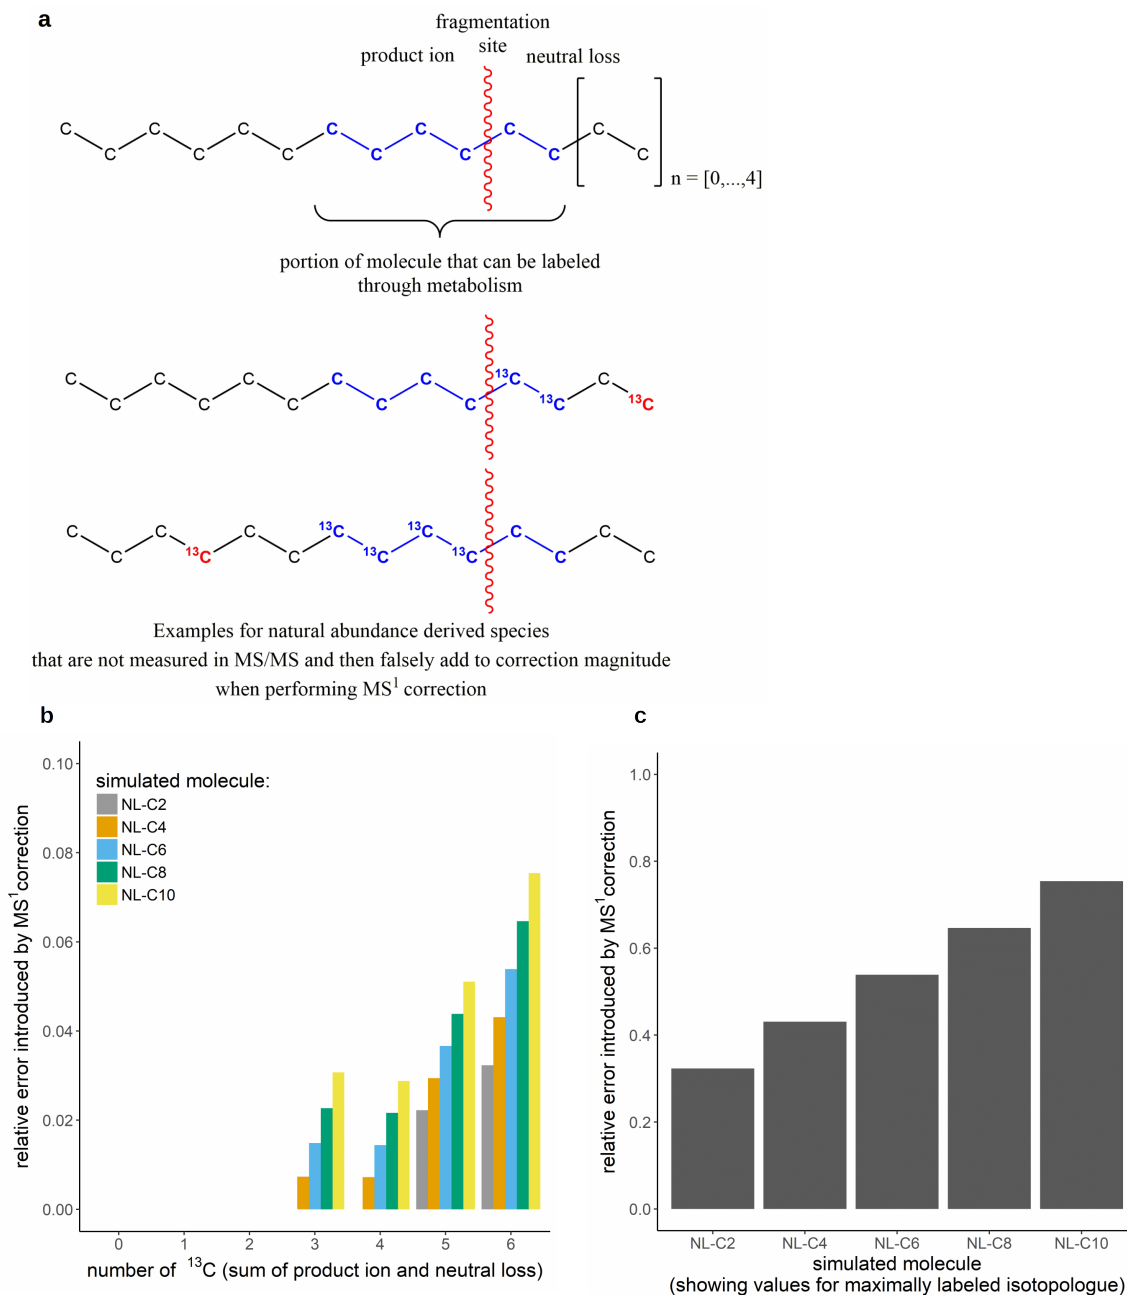 a
fragmentation
site
product ion
neutral loss
C C C C C C C C C C C C C C
n = [0,...,4]
portion of molecule that can be labeled
through metabolism
C C C C C C C C C C ¹³C ¹³C C ¹³C
C C C ¹³C C C ¹³C ¹³C ¹³C ¹³C C C C C
Examples for natural abundance derived species
that are not measured in MS/MS and then falsely add to correction magnitude
when performing MS¹ correction
b
relative error introduced by MS¹correction
0.10
0.08
0.06
0.04
0.02
0.00
simulated molecule:
NL-C2
NL-C4
NL-C6
NL-C8
NL-C10
0 1 2 3 4 5 6
number of ¹³C (sum of product ion and neutral loss)
c
relative error introduced by MS¹correction
1.0
0.8
0.6
0.4
0.2
0.0
NL-C2 NL-C4 NL-C6 NL-C8 NL-C10
simulated molecule
(showing values for maximally labeled isotopologue)